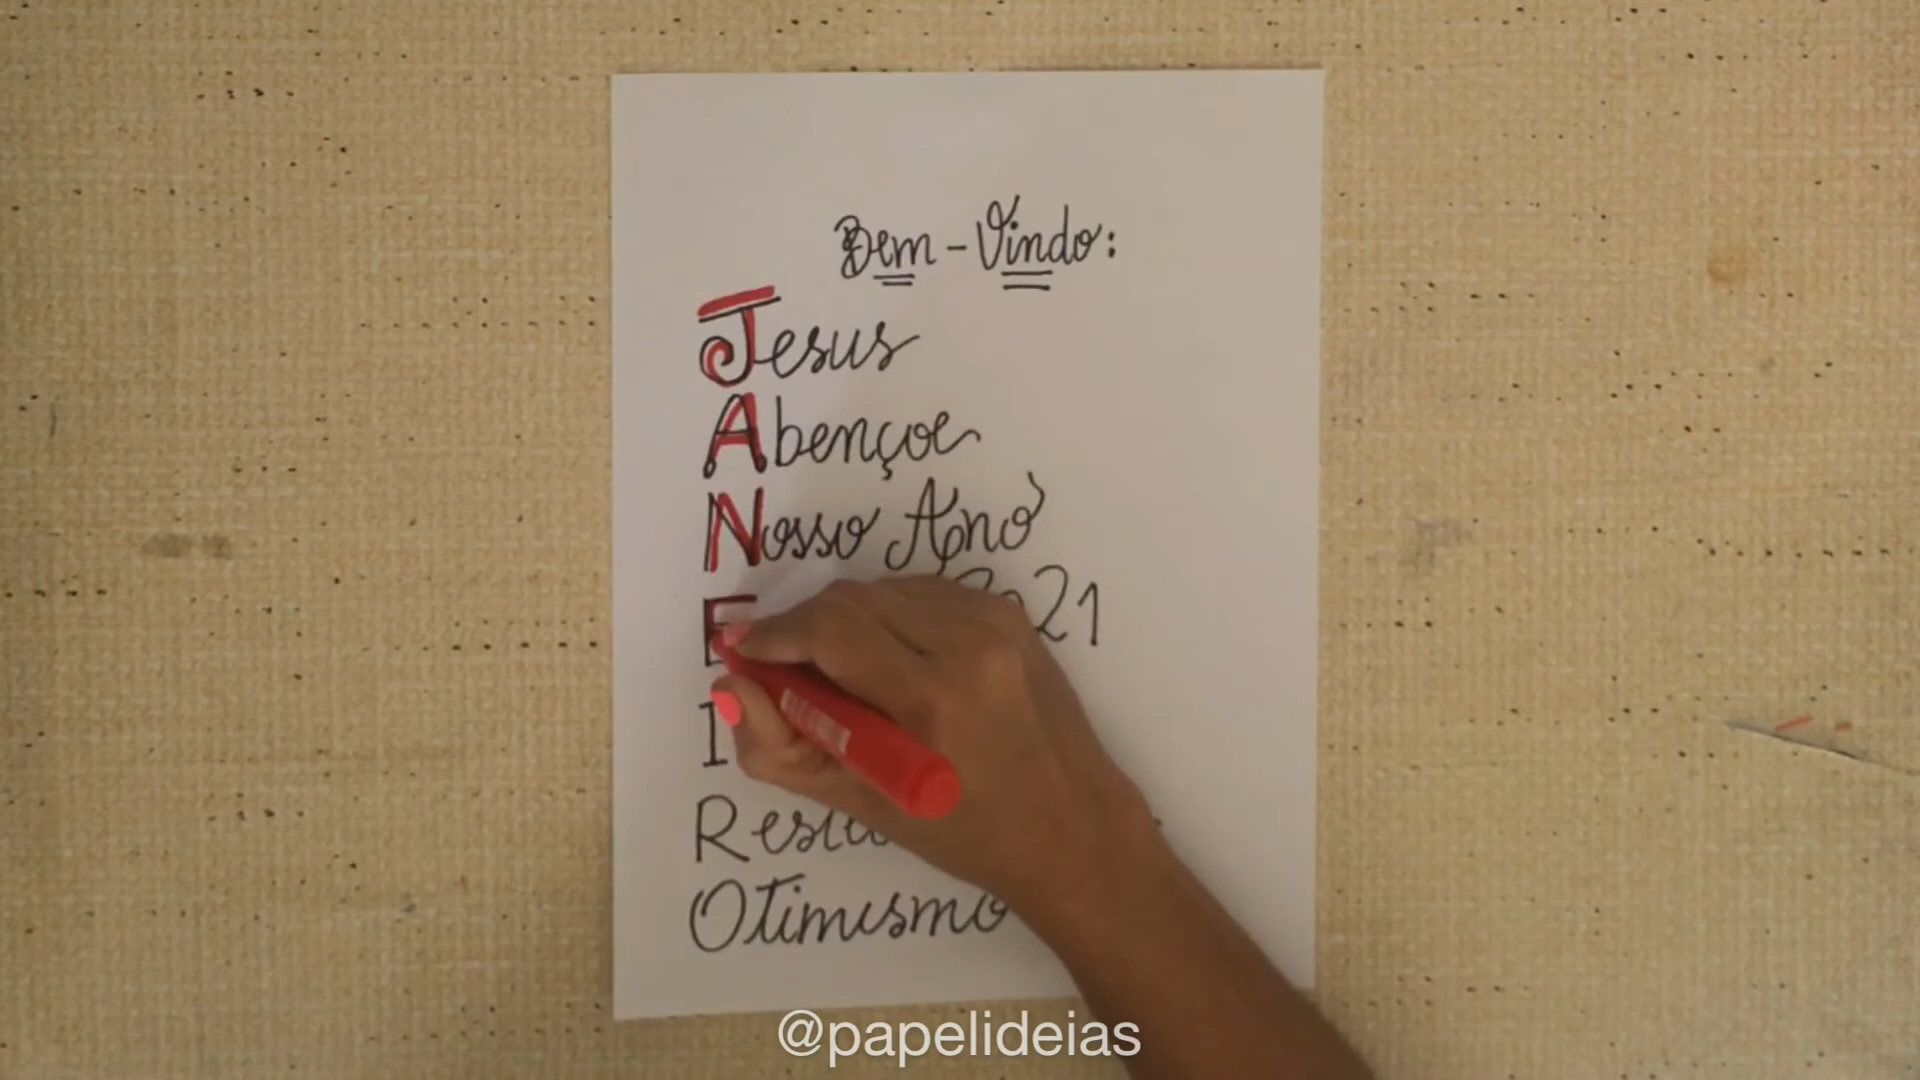 Bem-Vindo:
Jesus
Abençoe
Nosso Ano
E
I
Otimismo
@papelideias